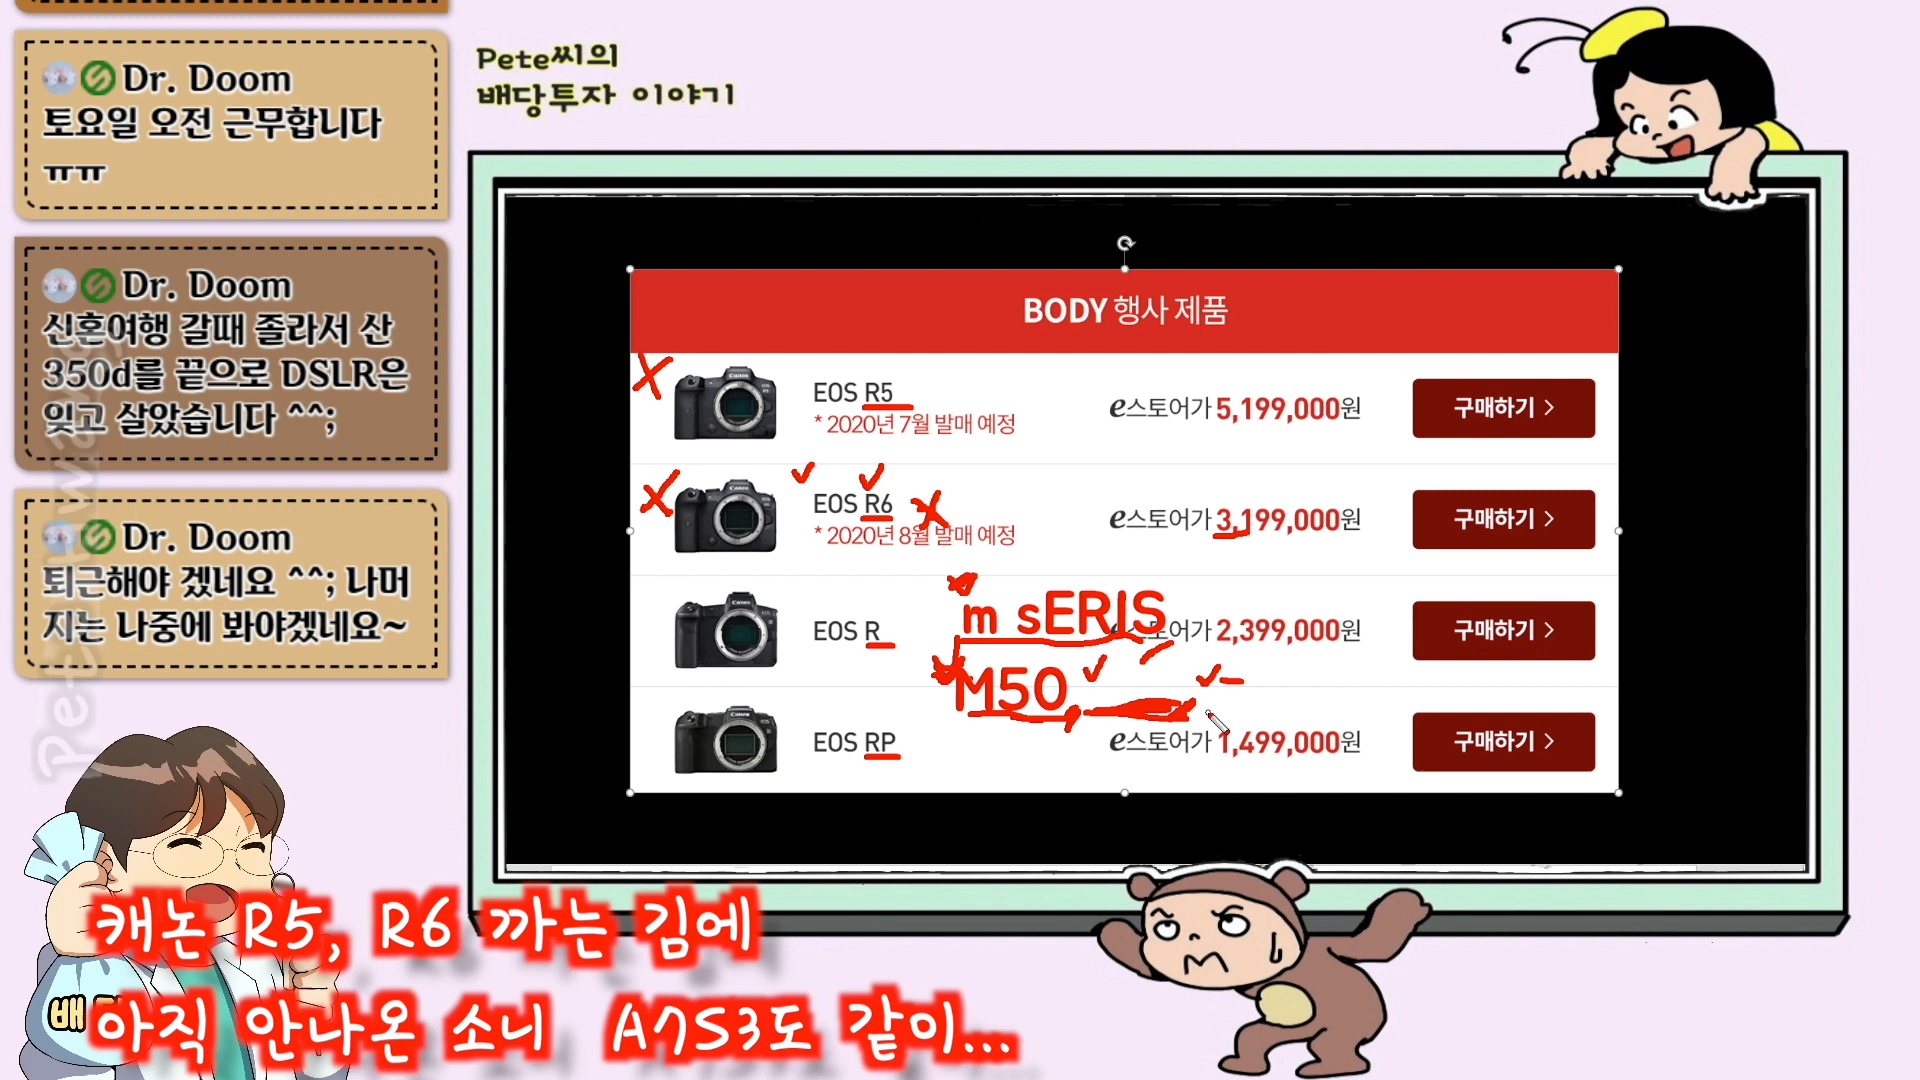 Dr. Doom
토요일 오전 근무합니다
ㅠㅠ
Dr. Doom
신혼여행 갈때 졸라서 산
350d를 끝으로 DSLR은
잊고 살았습니다 ^^;
Dr. Doom
퇴근해야 겠네요 ^^; 나머
지는 나중에 봐야겠네요~
Pete씨의
배당투자 이야기
BODY 행사 제품
EOS R5
* 2020년 7월 발매 예정
e스토어가 5,199,000원
구매하기 >
EOS R6
* 2020년 8월 발매 예정
e스토어가 3,199,000원
구매하기 >
EOS R
e스토어가 2,399,000원
구매하기 >
m sERIS
M50
EOS RP
e스토어가 1,499,000원
구매하기 >
배
캐논 R5, R6 까는 김에
아직 안나온 소니 A7S3도 같이...